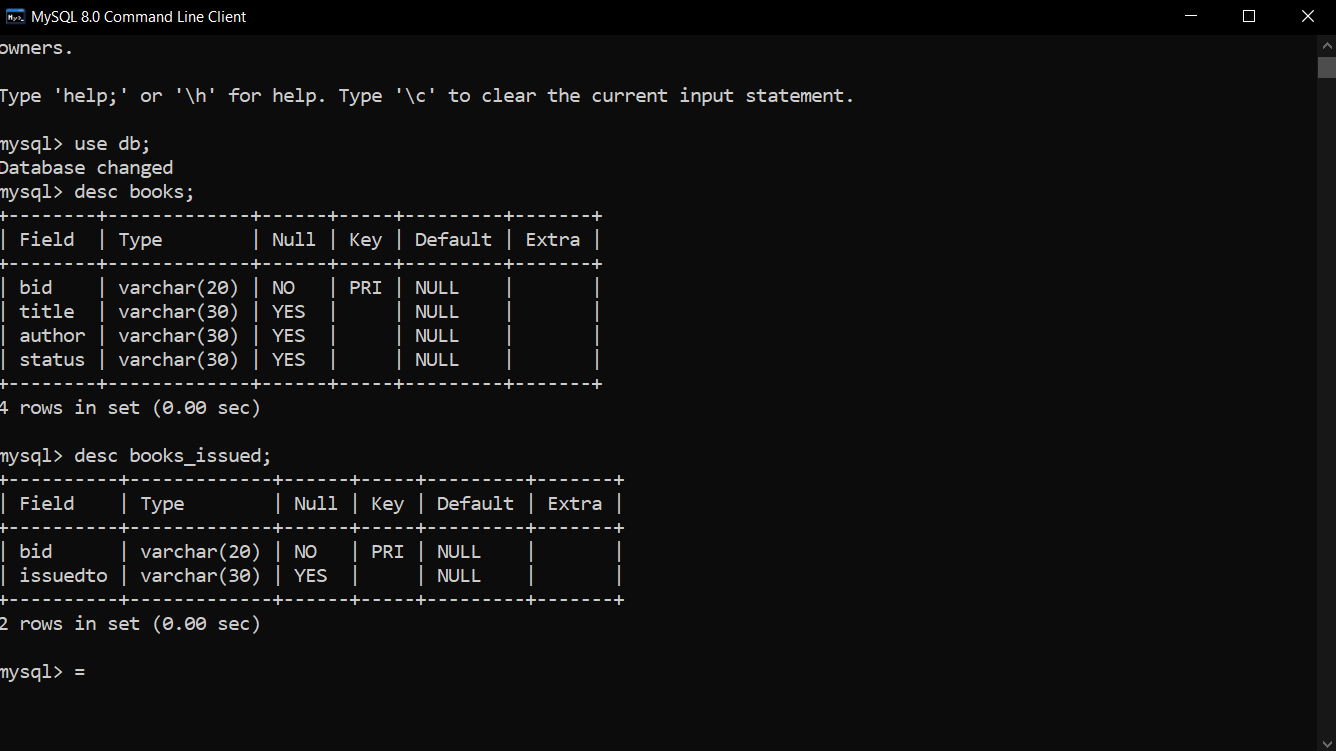 MySQL 8.0 Command Line Client
owners.
Type 'help;' or '\h' for help. Type '\c' to clear the current input statement.
mysql> use db;
Database changed
mysql> desc books;
+--------+-------------+------+-----+---------+-------+
| Field  | Type        | Null | Key | Default | Extra |
+--------+-------------+------+-----+---------+-------+
| bid    | varchar(20) | NO   | PRI | NULL    |       |
| title  | varchar(30) | YES  |     | NULL    |       |
| author | varchar(30) | YES  |     | NULL    |       |
| status | varchar(30) | YES  |     | NULL    |       |
+--------+-------------+------+-----+---------+-------+
4 rows in set (0.00 sec)
mysql> desc books_issued;
+----------+-------------+------+-----+---------+-------+
| Field    | Type        | Null | Key | Default | Extra |
+----------+-------------+------+-----+---------+-------+
| bid      | varchar(20) | NO   | PRI | NULL    |       |
| issuedto | varchar(30) | YES  |     | NULL    |       |
+----------+-------------+------+-----+---------+-------+
2 rows in set (0.00 sec)
mysql> =